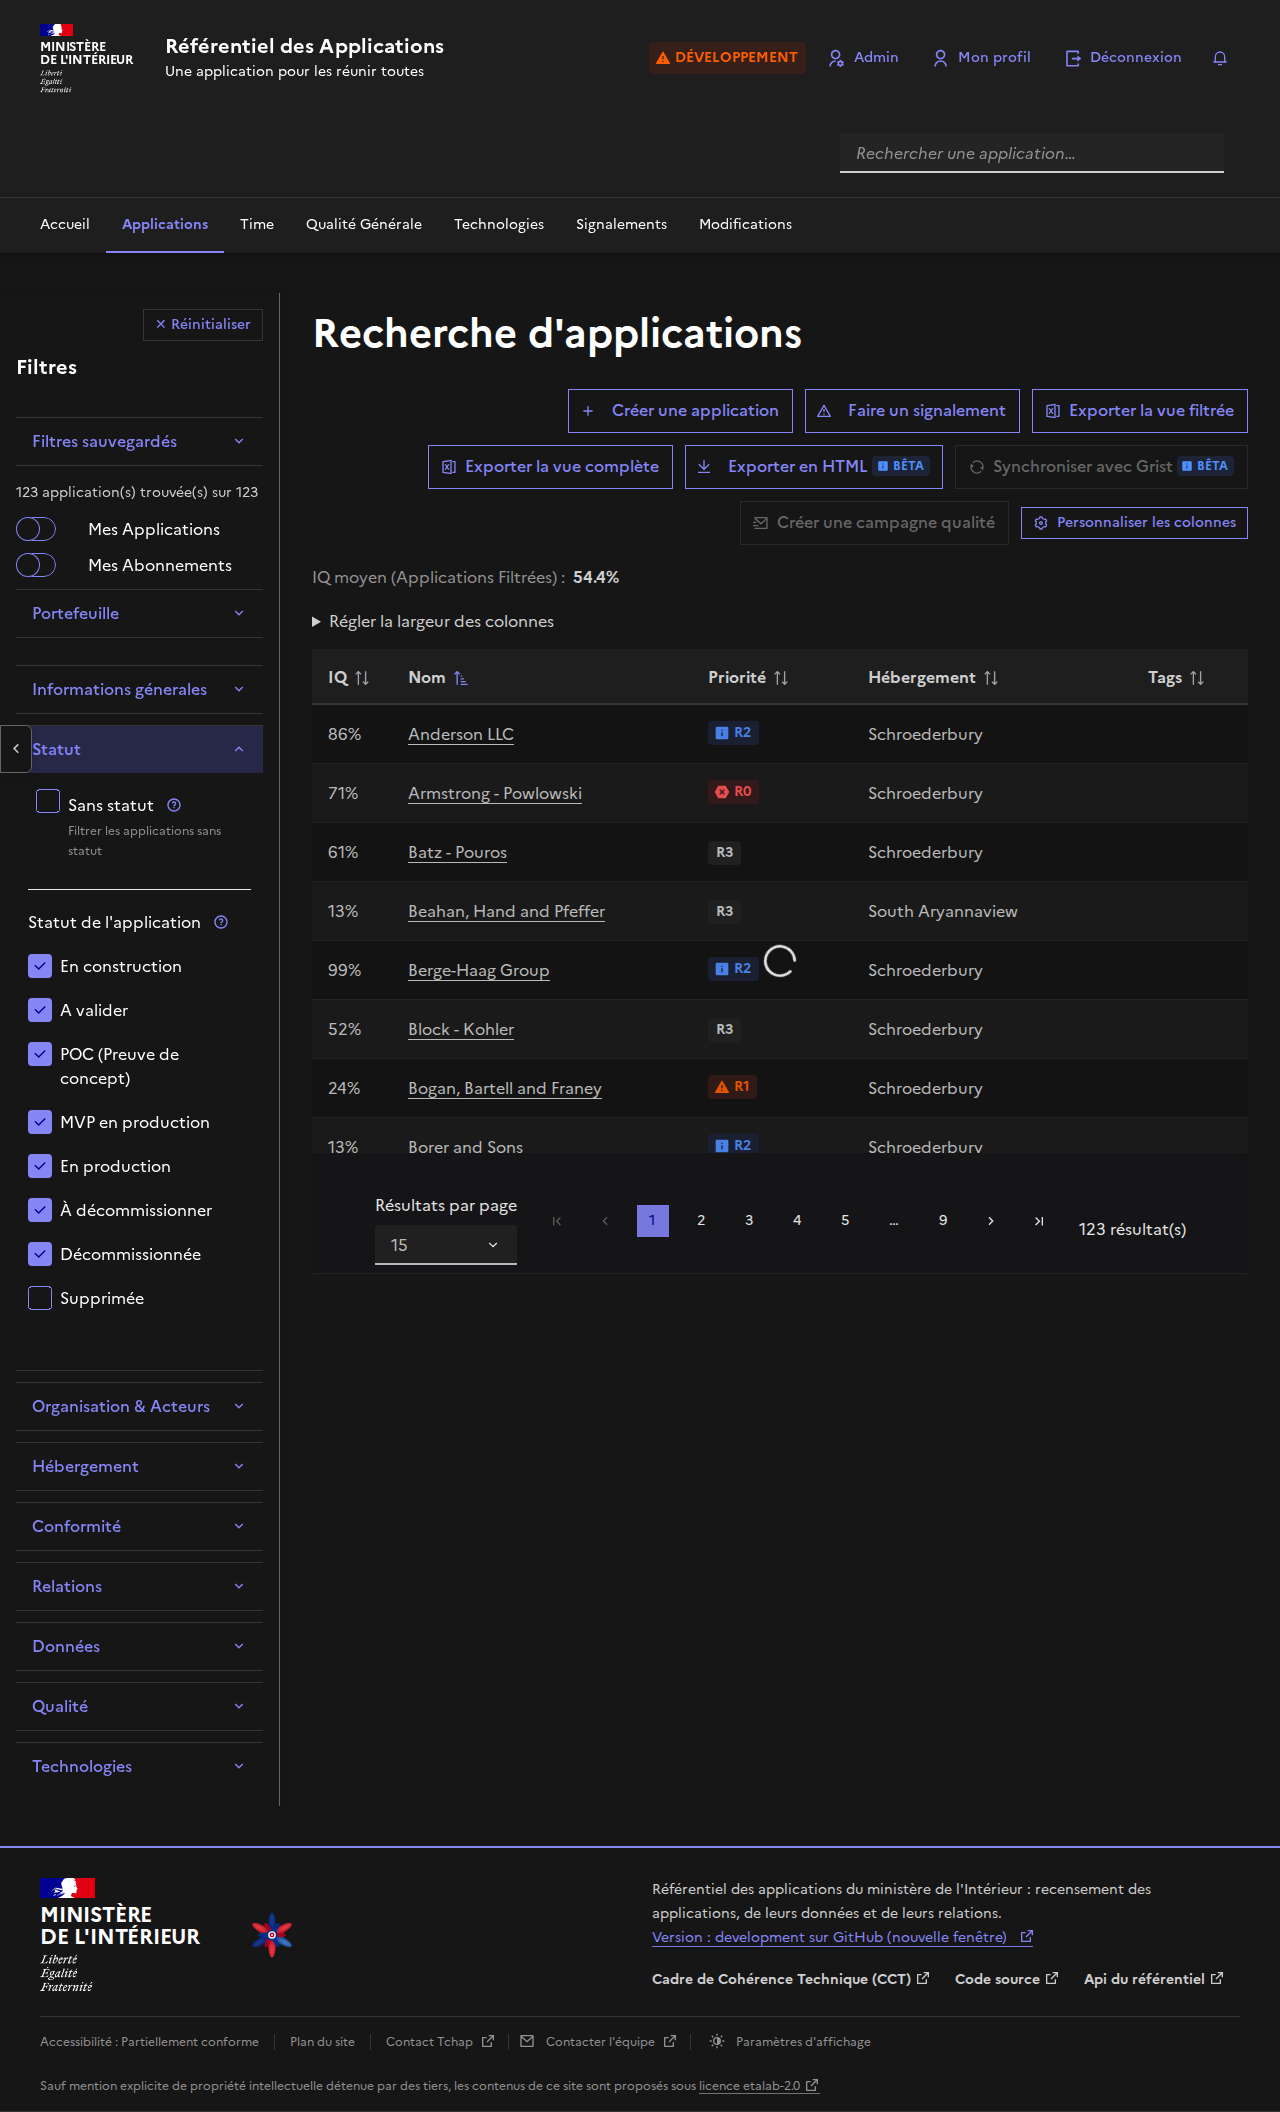 MINISTÈRE
DE L'INTÉRIEUR
Liberté
Égalité
Fraternité
Référentiel des Applications
Une application pour les réunir toutes
DÉVELOPPEMENT
Admin
Mon profil
Déconnexion
Rechercher une application…
Accueil
Applications
Time
Qualité Générale
Technologies
Signalements
Modifications
Réinitialiser
Filtres
Filtres sauvegardés
123 application(s) trouvée(s) sur 123
Mes Applications
Mes Abonnements
Portefeuille
Informations génerales
Statut
Sans statut
Filtrer les applications sans
statut
Statut de l'application
En construction
A valider
POC (Preuve de
concept)
MVP en production
En production
À décommissionner
Décommissionnée
Supprimée
Organisation & Acteurs
Hébergement
Conformité
Relations
Données
Qualité
Technologies
Recherche d'applications
Créer une application
Faire un signalement
Exporter la vue filtrée
Exporter la vue complète
Exporter en HTML BÊTA
Synchroniser avec Grist BÊTA
Créer une campagne qualité
Personnaliser les colonnes
IQ moyen (Applications Filtrées) : 54.4%
Régler la largeur des colonnes
IQ Nom Priorité Hébergement Tags
86% Anderson LLC R2 Schroederbury
71% Armstrong - Powlowski R0 Schroederbury
61% Batz - Pouros R3 Schroederbury
13% Beahan, Hand and Pfeffer R3 South Aryannaview
99% Berge-Haag Group R2 Schroederbury
52% Block - Kohler R3 Schroederbury
24% Bogan, Bartell and Franey R1 Schroederbury
13% Borer and Sons R2 Schroederbury
Résultats par page
15
1 2 3 4 5 … 9
123 résultat(s)
MINISTÈRE
DE L'INTÉRIEUR
Liberté
Égalité
Fraternité
Référentiel des applications du ministère de l'Intérieur : recensement des
applications, de leurs données et de leurs relations.
Version : development sur GitHub (nouvelle fenêtre)
Cadre de Cohérence Technique (CCT)
Code source
Api du référentiel
Accessibilité : Partiellement conforme
Plan du site
Contact Tchap
Contacter l'équipe
Paramètres d'affichage
Sauf mention explicite de propriété intellectuelle détenue par des tiers, les contenus de ce site sont proposés sous licence etalab-2.0